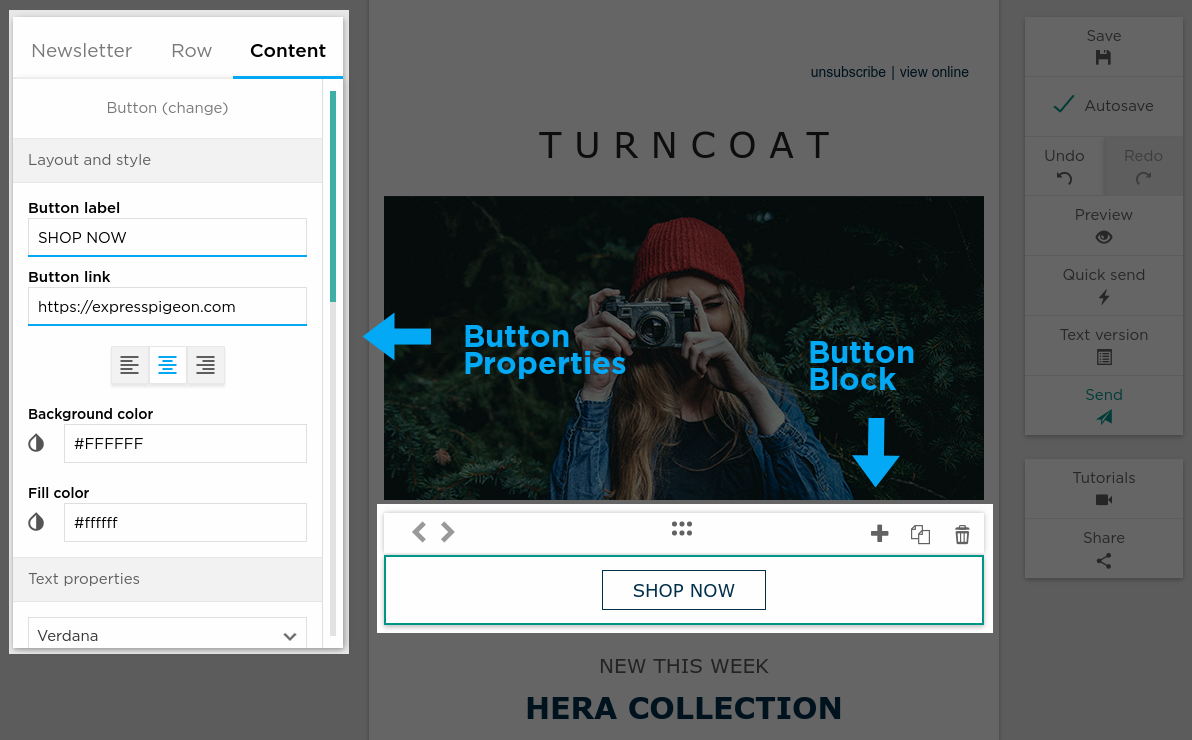 Newsletter Row Content
Button (change)
Layout and style
Button label
SHOP NOW
Button link
https://expresspigeon.com
Background color
#FFFFFF
Fill color
#ffffff
Text properties
Verdana
unsubscribe | view online
TURNCOAT
Button
Properties
Button
Block
SHOP NOW
NEW THIS WEEK
HERA COLLECTION
Save
Autosave
Undo Redo
Preview
Quick send
Text version
Send
Tutorials
Share